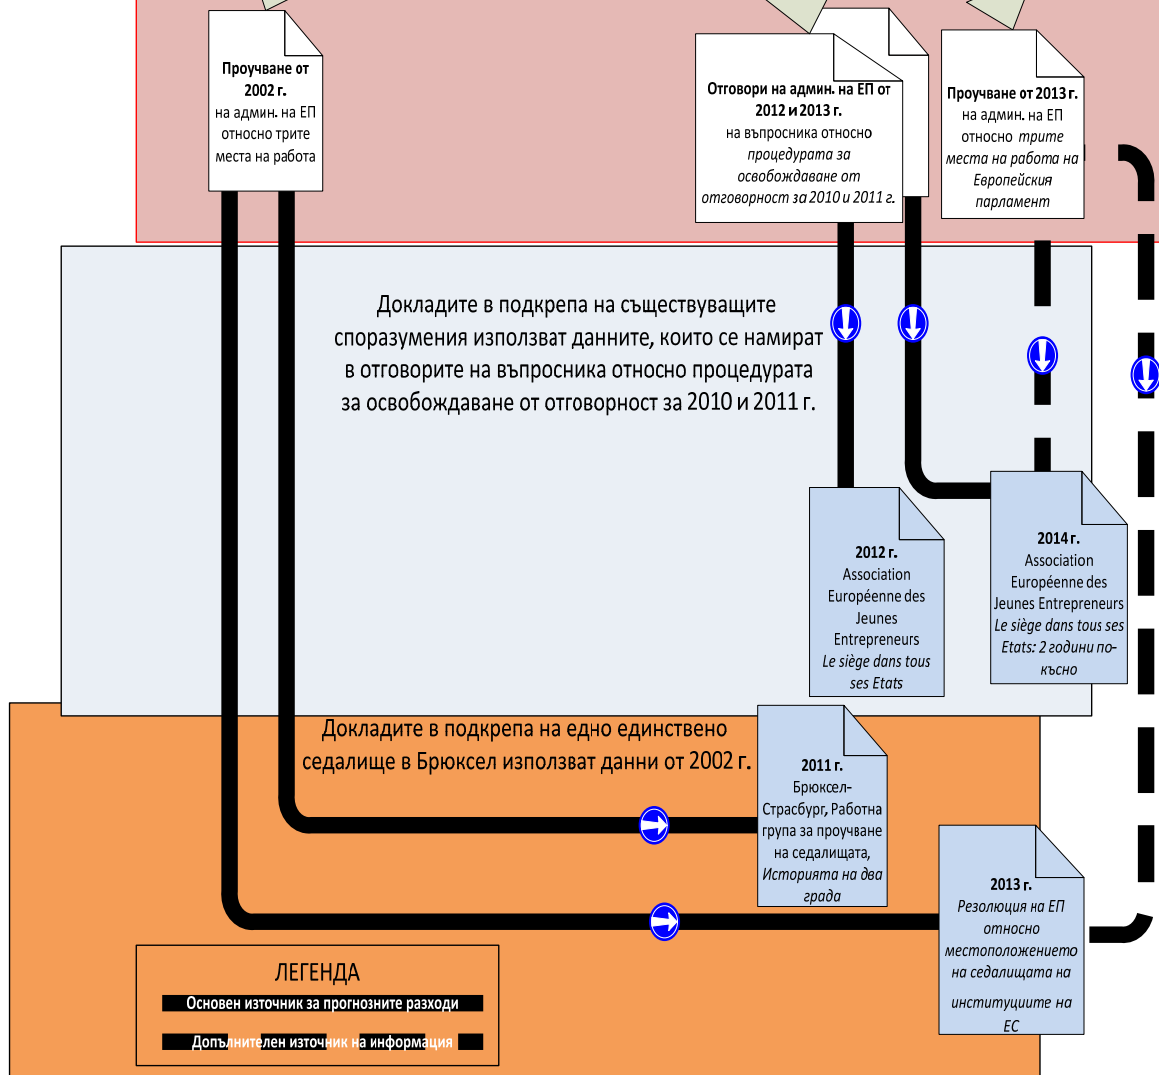 Проучване от
2002 г.
на админ. на ЕП
относно трите
места на работа
Отговори на админ. на ЕП от
2012 и 2013 г.
на въпросника относно
процедурата за
освобождаване от
отговорност за 2010 и 2011 г.
Проучване от 2013 г.
на админ. на ЕП
относно трите
места на работа на
Европейския
парламент
Докладите в подкрепа на съществуващите
споразумения използват данните, които се намират
в отговорите на въпросника относно процедурата
за освобождаване от отговорност за 2010 и 2011 г.
2012 г.
Association
Européenne des
Jeunes
Entrepreneurs
Le siège dans tous
ses Etats
2014 г.
Association
Européenne des
Jeunes Entrepreneurs
Le siège dans tous ses
Etats: 2 години по-
късно
Докладите в подкрепа на едно единствено
седалище в Брюксел използват данни от 2002 г.
2011 г.
Брюксел-
Страсбург, Работна
група за проучване
на седалищата,
Историята на два
града
2013 г.
Резолюция на ЕП
относно
местоположението
на седалищата на
институциите на
ЕС
ЛЕГЕНДА
Основен източник за прогнозните разходи
Допълнителен източник на информация